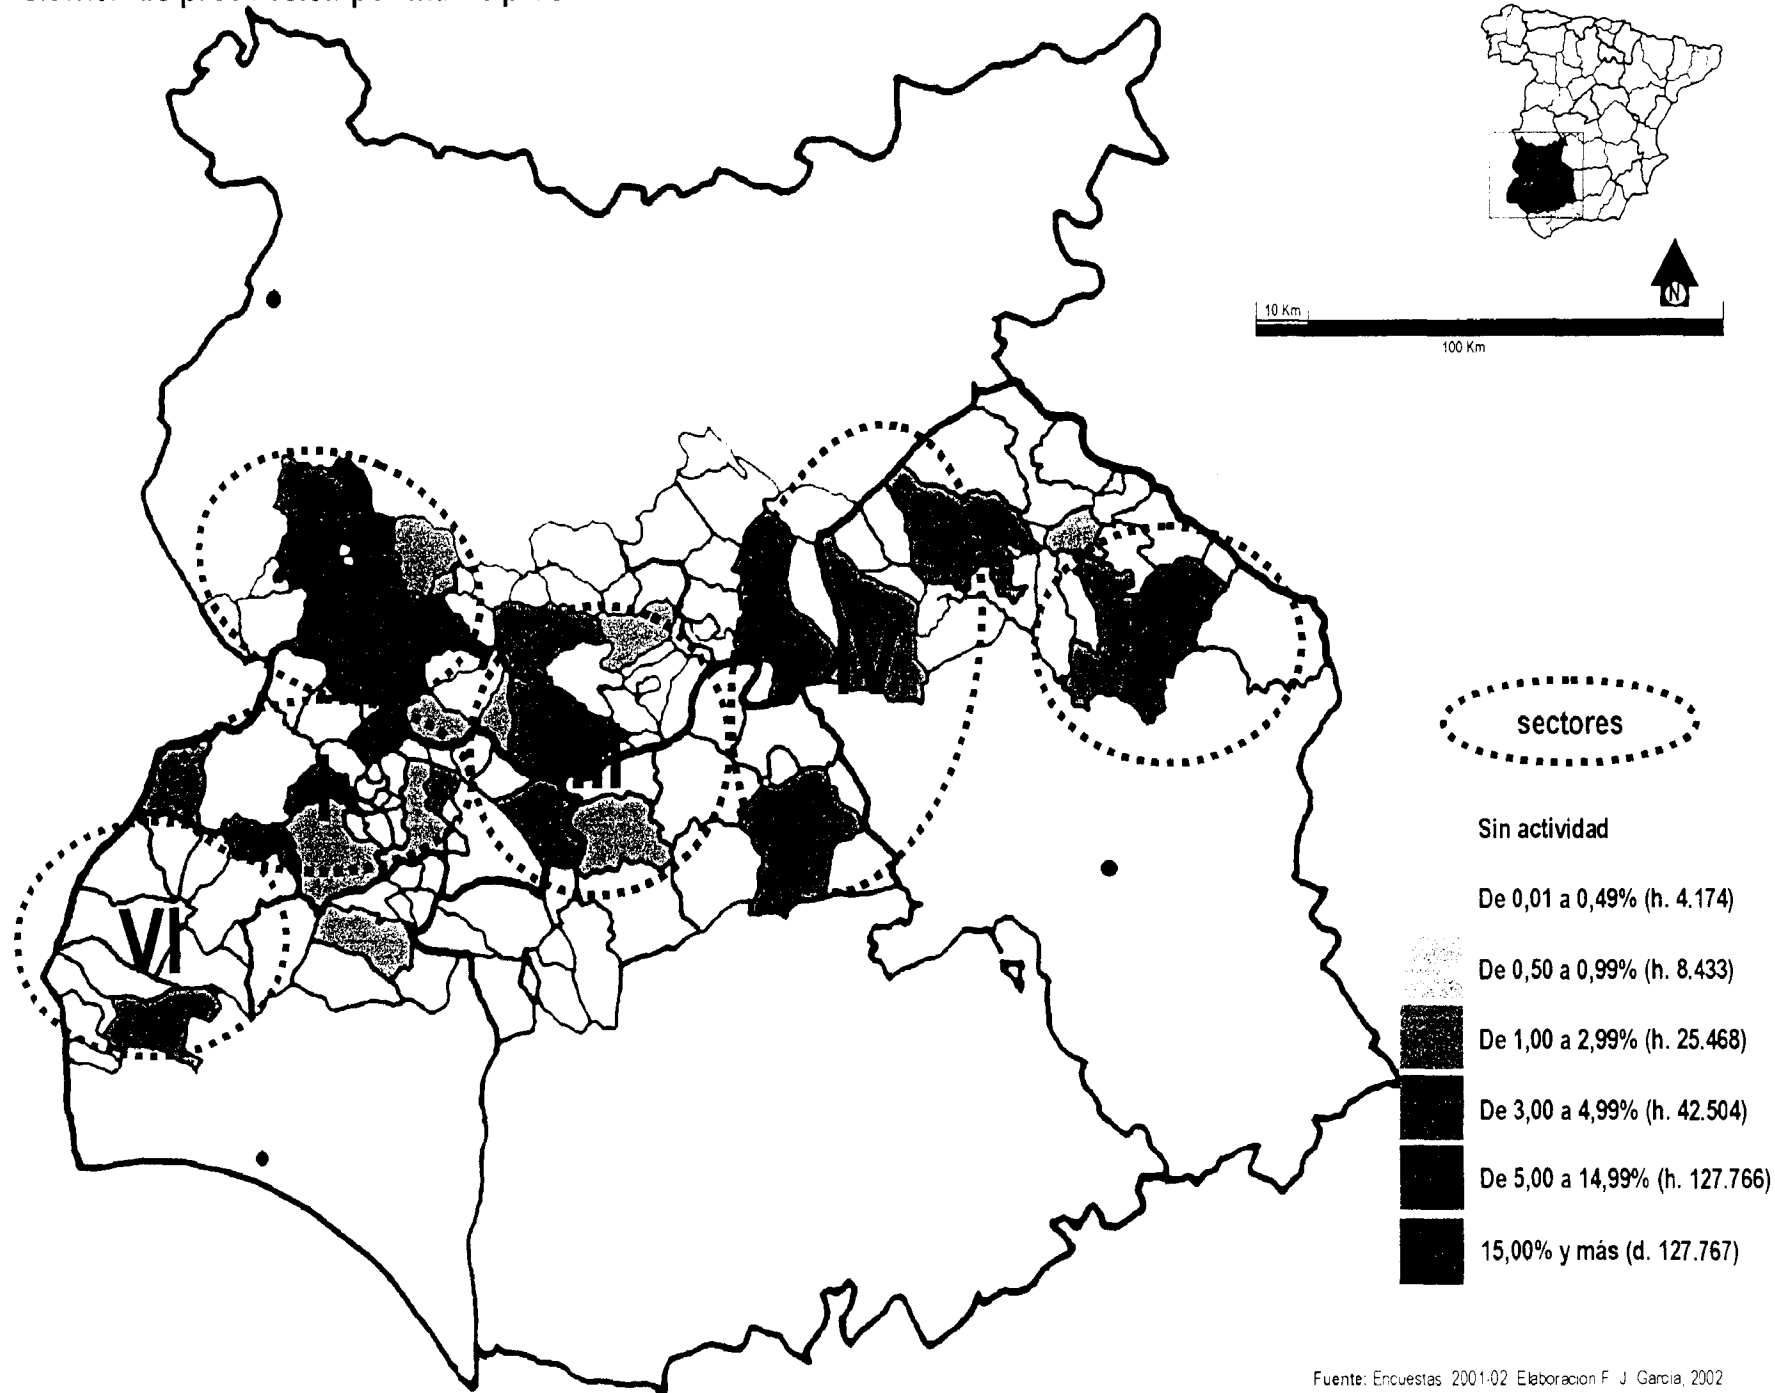 N
10 Km
100 Km
sectores
Sin actividad
De 0,01 a 0,49% (h. 4.174)
De 0,50 a 0,99% (h. 8.433)
De 1,00 a 2,99% (h. 25.468)
De 3,00 a 4,99% (h. 42.504)
De 5,00 a 14,99% (h. 127.766)
15,00% y más (d. 127.767)
III
VI
Fuente: Encuestas 2001-02 Elaboracion F J Garcia, 2002